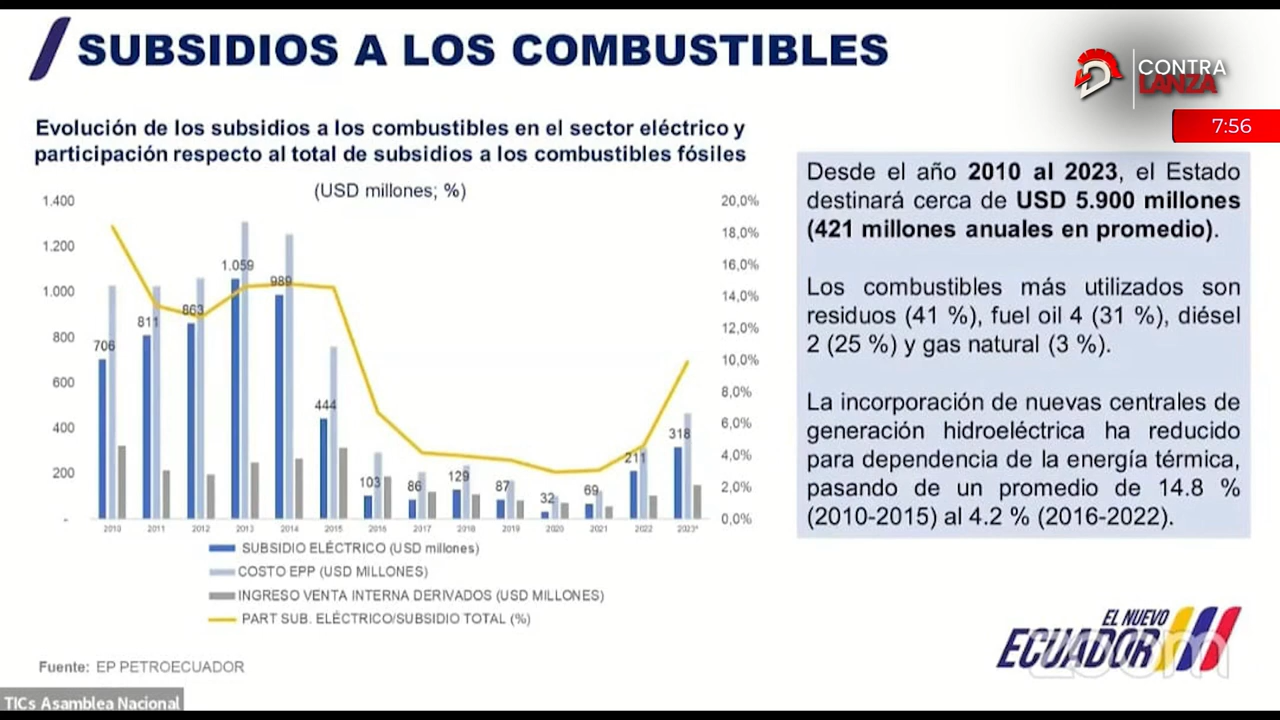 SUBSIDIOS A LOS COMBUSTIBLES
CONTRA
LANZA
7:56
Evolución de los subsidios a los combustibles en el sector eléctrico y
participación respecto al total de subsidios a los combustibles fósiles
(USD millones; %)
1.400
1.200
1.000
800
600
400
200
-
20,0%
18,0%
16,0%
14,0%
12,0%
10,0%
8,0%
6,0%
4,0%
2,0%
0,0%
706
811
863
1.059
989
444
103
86
129
87
32
69
211
318
2010 2011 2012 2013 2014 2015 2016 2017 2018 2019 2020 2021 2022 2023*
SUBSIDIO ELÉCTRICO (USD millones)
COSTO EPP (USD MILLONES)
INGRESO VENTA INTERNA DERIVADOS (USD MILLONES)
PART SUB. ELÉCTRICO/SUBSIDIO TOTAL (%)
Desde el año 2010 al 2023, el Estado
destinará cerca de USD 5.900 millones
(421 millones anuales en promedio).
Los combustibles más utilizados son
residuos (41 %), fuel oil 4 (31 %), diésel
2 (25 %) y gas natural (3 %).
La incorporación de nuevas centrales de
generación hidroeléctrica ha reducido
para dependencia de la energía térmica,
pasando de un promedio de 14.8 %
(2010-2015) al 4.2 % (2016-2022).
EL NUEVO
ECUADOR
zoom
Fuente: EP PETROECUADOR
TICs Asamblea Nacional